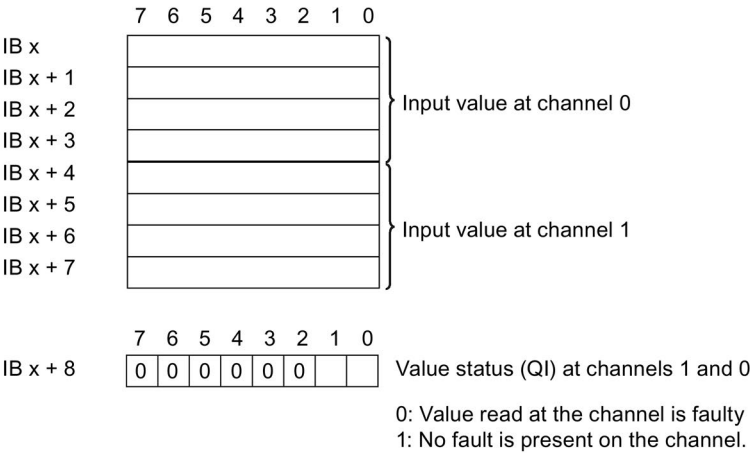 7 6 5 4 3 2 1 0
IB x
IB x + 1
IB x + 2
IB x + 3
Input value at channel 0
IB x + 4
IB x + 5
IB x + 6
IB x + 7
Input value at channel 1
7 6 5 4 3 2 1 0
IB x + 8 0 0 0 0 0 0 Value status (QI) at channels 1 and 0
0: Value read at the channel is faulty
1: No fault is present on the channel.